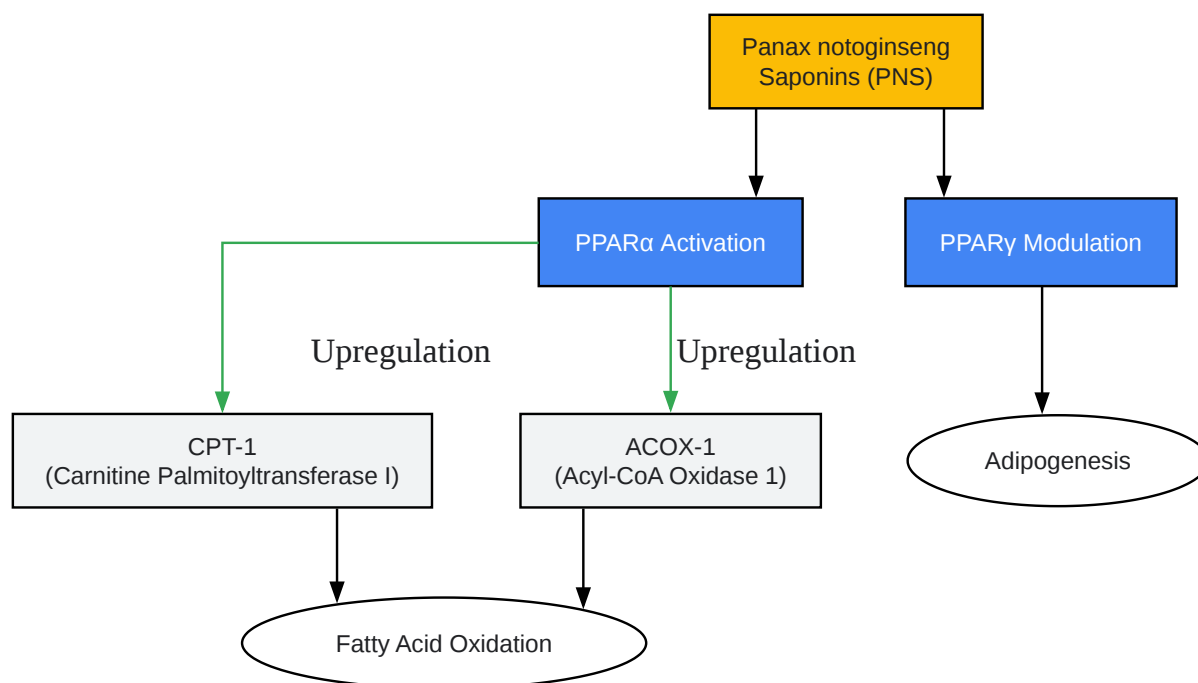 Panax notoginseng
Saponins (PNS)
PPARα Activation
PPARγ Modulation
Upregulation
Upregulation
CPT-1
(Carnitine Palmitoyltransferase I)
ACOX-1
(Acyl-CoA Oxidase 1)
Adipogenesis
Fatty Acid Oxidation